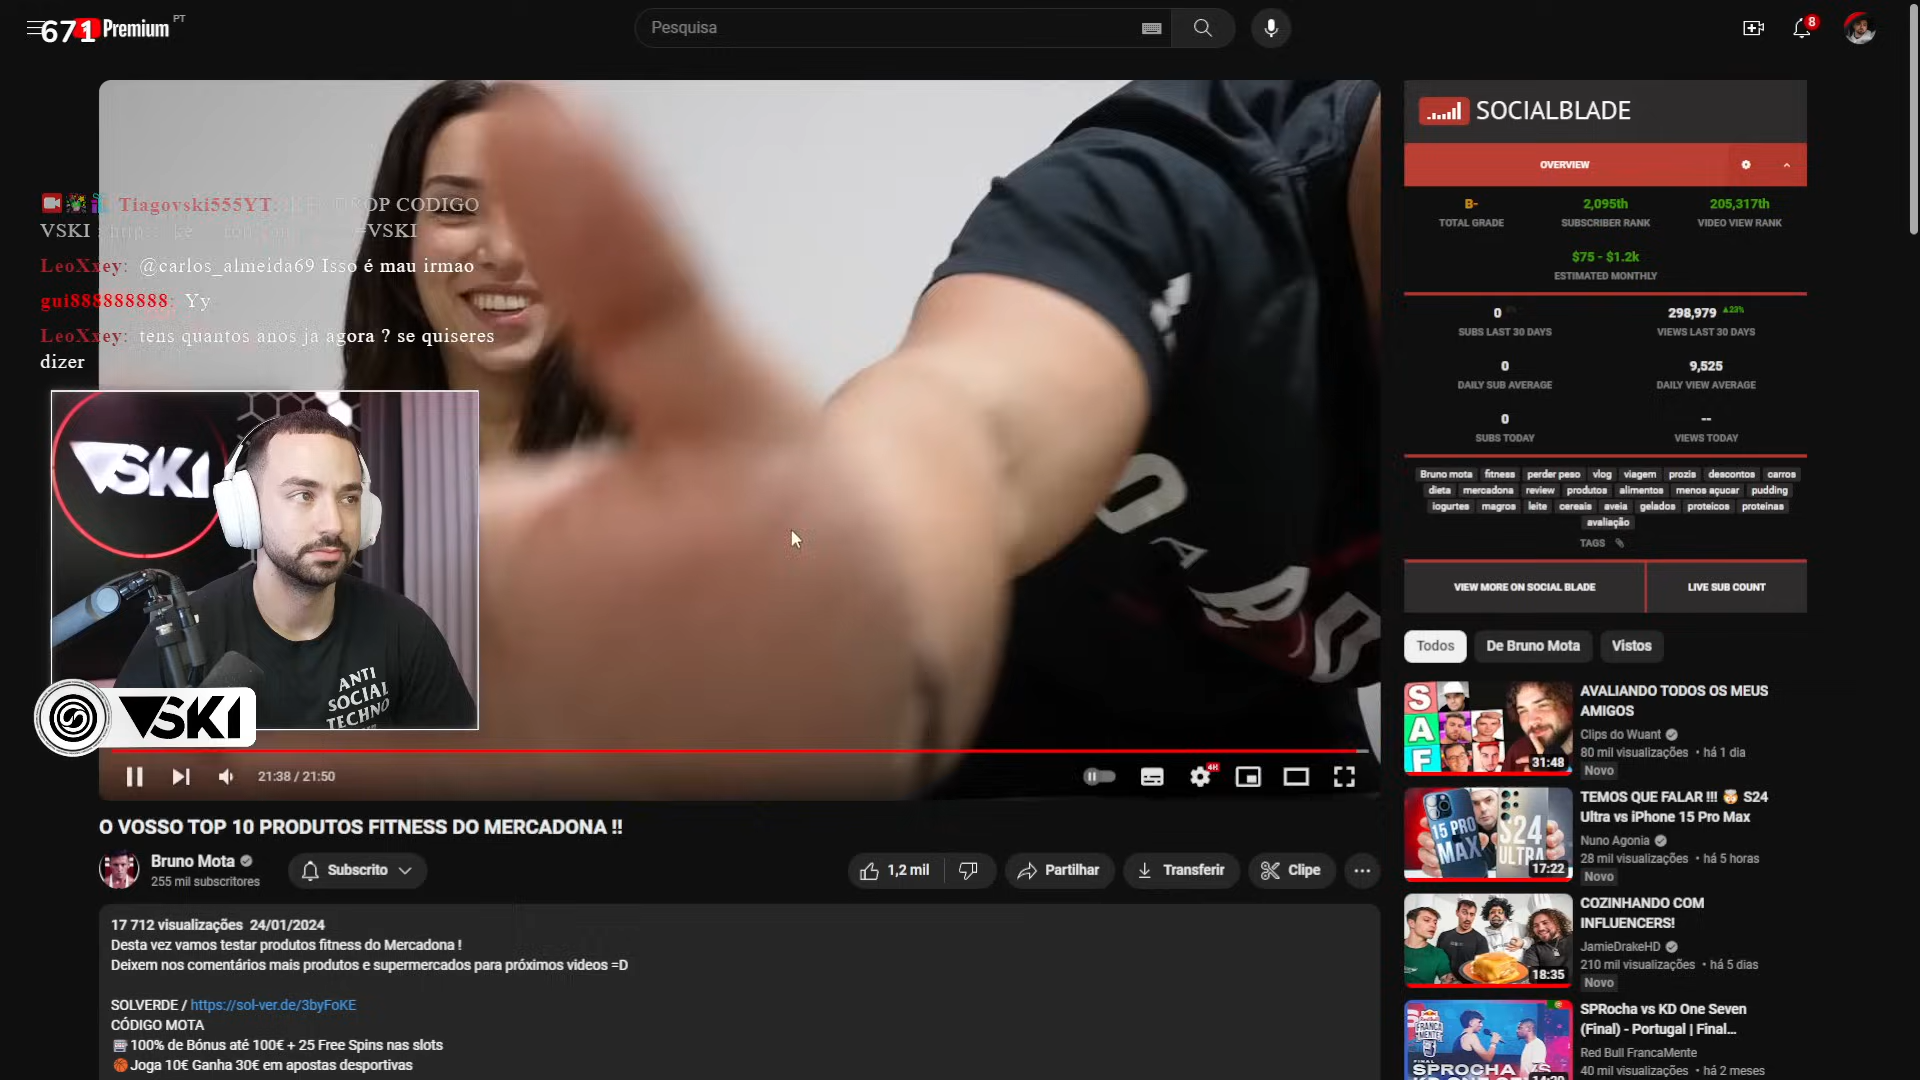 671 Premium PT
Pesquisa
8
SOCIALBLADE
OVERVIEW
B-
TOTAL GRADE
2,095th
SUBSCRIBER RANK
205,317th
VIDEO VIEW RANK
$75 - $1.2k
ESTIMATED MONTHLY
0
SUBS LAST 30 DAYS
298,979 ▲23%
VIEWS LAST 30 DAYS
0
DAILY SUB AVERAGE
9,525
DAILY VIEW AVERAGE
0
SUBS TODAY
--
VIEWS TODAY
Bruno mota fitness perder peso vlog viagem prozis descontos carros
dieta mercadona review produtos alimentos menos açucar pudding
iogurtes magros leite cereais aveia gelados proteicos proteinas
avaliação
TAGS
VIEW MORE ON SOCIAL BLADE
LIVE SUB COUNT
Tiagovski555YT: DROP CODIGO
VSKI =VSKI
LeoXxey: @carlos_almeida69 Isso é mau irmao
gui888888888: Yy
LeoXxey: tens quantos anos ja agora ? se quiseres
dizer
VSKI
ANTI
SOCIAL
TECHNO
VSKI
21:38 / 21:50
O VOSSO TOP 10 PRODUTOS FITNESS DO MERCADONA !!
Bruno Mota
255 mil subscritores
Subscrito
1,2 mil
Partilhar
Transferir
Clipe
17 712 visualizações 24/01/2024
Desta vez vamos testar produtos fitness do Mercadona !
Deixem nos comentários mais produtos e supermercados para próximos videos =D
SOLVERDE / https://sol-ver.de/3byFoKE
CÓDIGO MOTA
🎰100% de Bónus até 100€ + 25 Free Spins nas slots
🏀Joga 10€ Ganha 30€ em apostas desportivas
Todos
De Bruno Mota
Vistos
S
A
F
31:48
AVALIANDO TODOS OS MEUS
AMIGOS
Clips do Wuant
80 mil visualizações • há 1 dia
Novo
15 PRO
MAX
S24
ULTRA
17:22
TEMOS QUE FALAR !!! 🤯 S24
Ultra vs iPhone 15 Pro Max
Nuno Agonia
28 mil visualizações • há 5 horas
Novo
18:35
COZINHANDO COM
INFLUENCERS!
JamieDrakeHD
210 mil visualizações • há 5 dias
Novo
SPROCHA VS
SPRocha vs KD One Seven
(Final) - Portugal | Final...
Red Bull FrancaMente
40 mil visualizações • há 2 meses